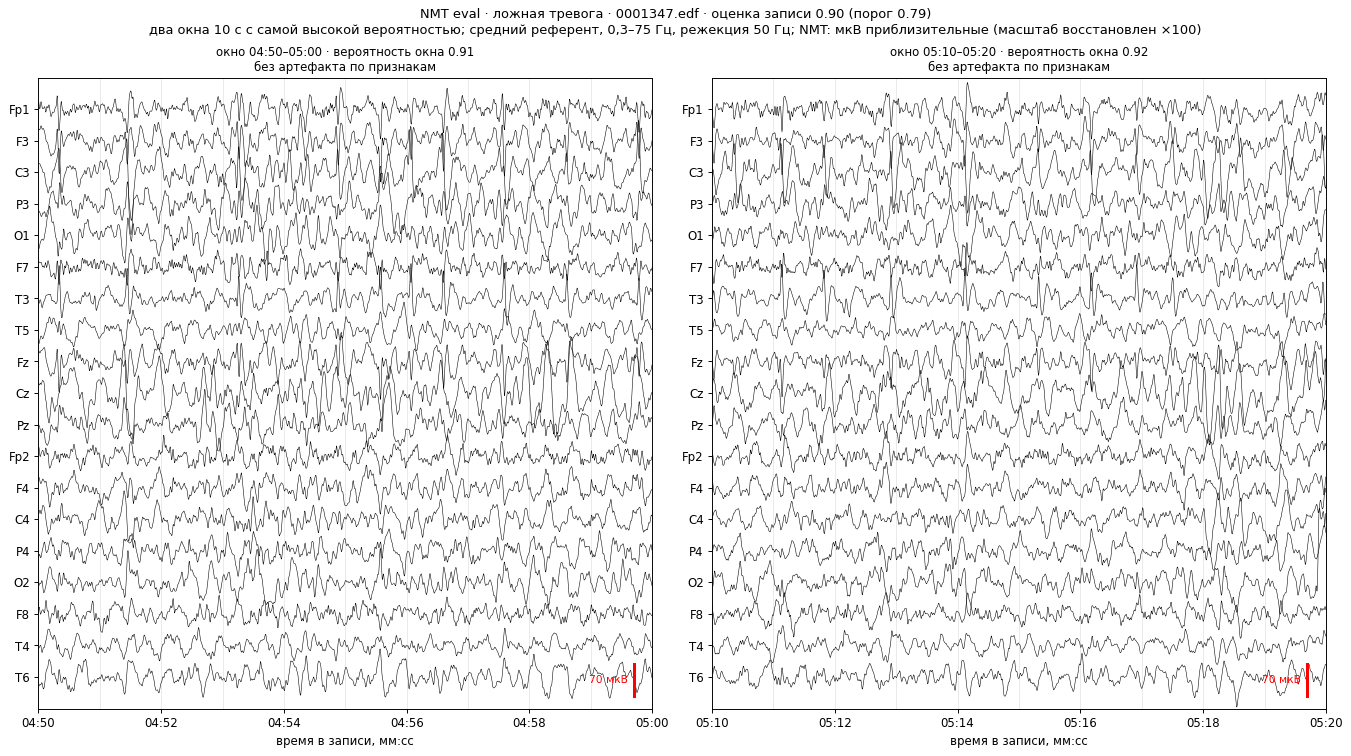 NMT eval · ложная тревога · 0001347.edf · оценка записи 0.90 (порог 0.79)
два окна 10 с с самой высокой вероятностью; средний референт, 0,3–75 Гц, режекция 50 Гц; NMT: мкВ приблизительные (масштаб восстановлен ×100)
окно 04:50–05:00 · вероятность окна 0.91
без артефакта по признакам
Fp1
F3
C3
P3
O1
F7
T3
T5
Fz
Cz
Pz
Fp2
F4
C4
P4
O2
F8
T4
T6
70 мкВ
04:50 04:52 04:54 04:56 04:58 05:00
время в записи, мм:сс
окно 05:10–05:20 · вероятность окна 0.92
без артефакта по признакам
Fp1
F3
C3
P3
O1
F7
T3
T5
Fz
Cz
Pz
Fp2
F4
C4
P4
O2
F8
T4
T6
70 мкВ
05:10 05:12 05:14 05:16 05:18 05:20
время в записи, мм:сс